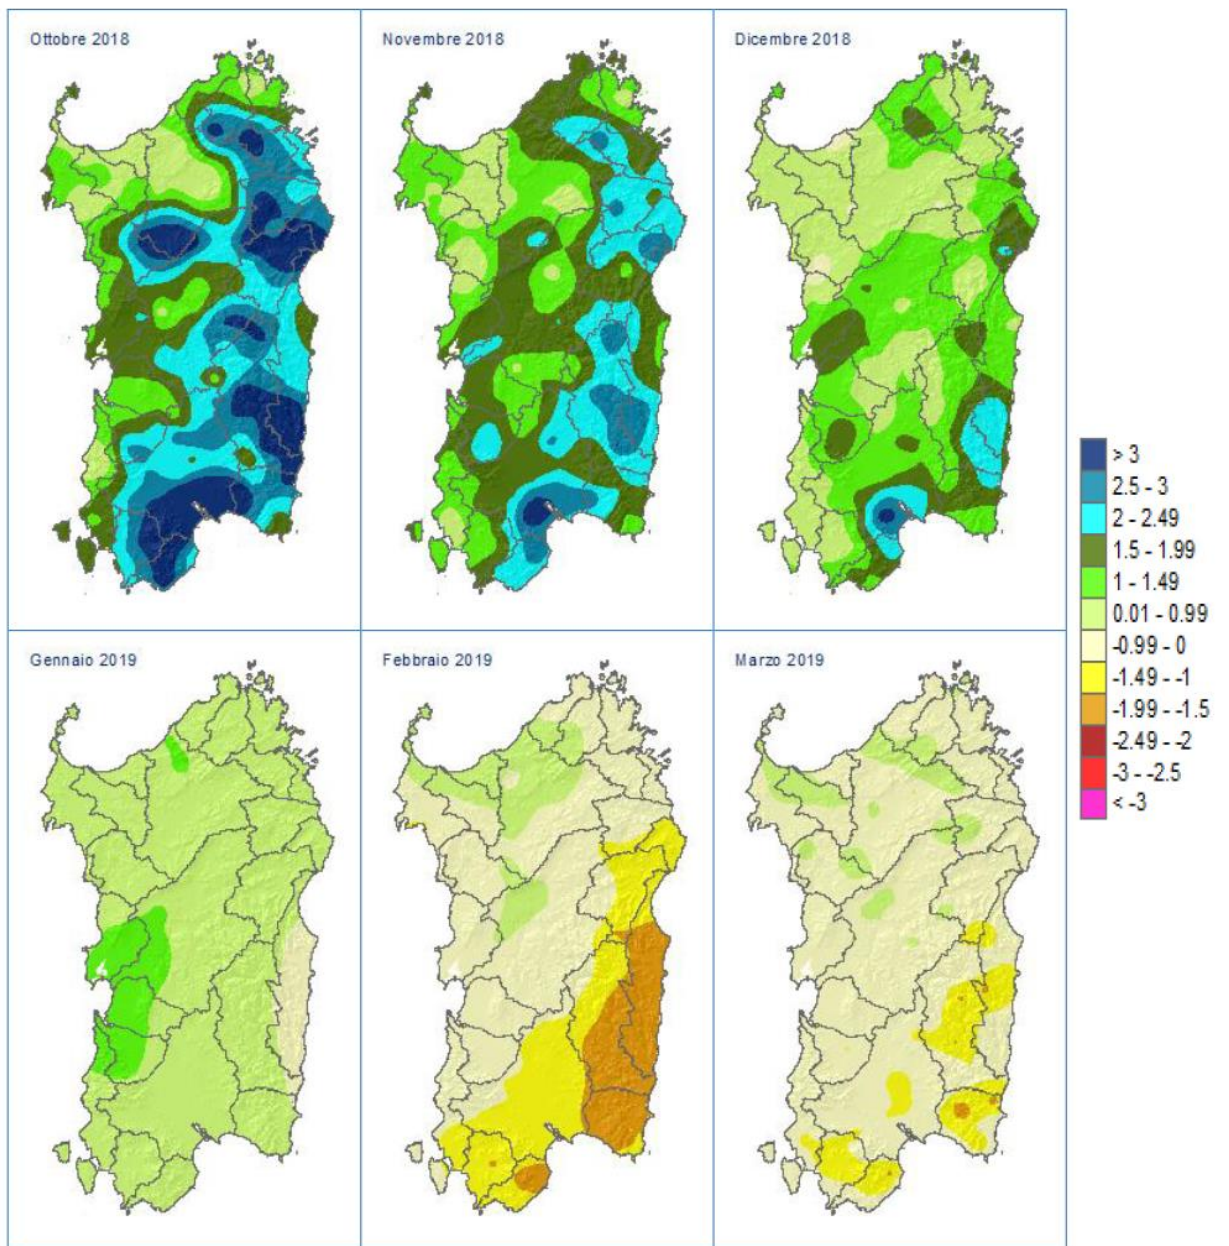 Ottobre 2018
Novembre 2018
Dicembre 2018
> 3
2.5 - 3
2 - 2.49
1.5 - 1.99
1 - 1.49
0.01 - 0.99
-0.99 - 0
-1.49 - -1
-1.99 - -1.5
-2.49 - -2
-3 - -2.5
< -3
Gennaio 2019
Febbraio 2019
Marzo 2019